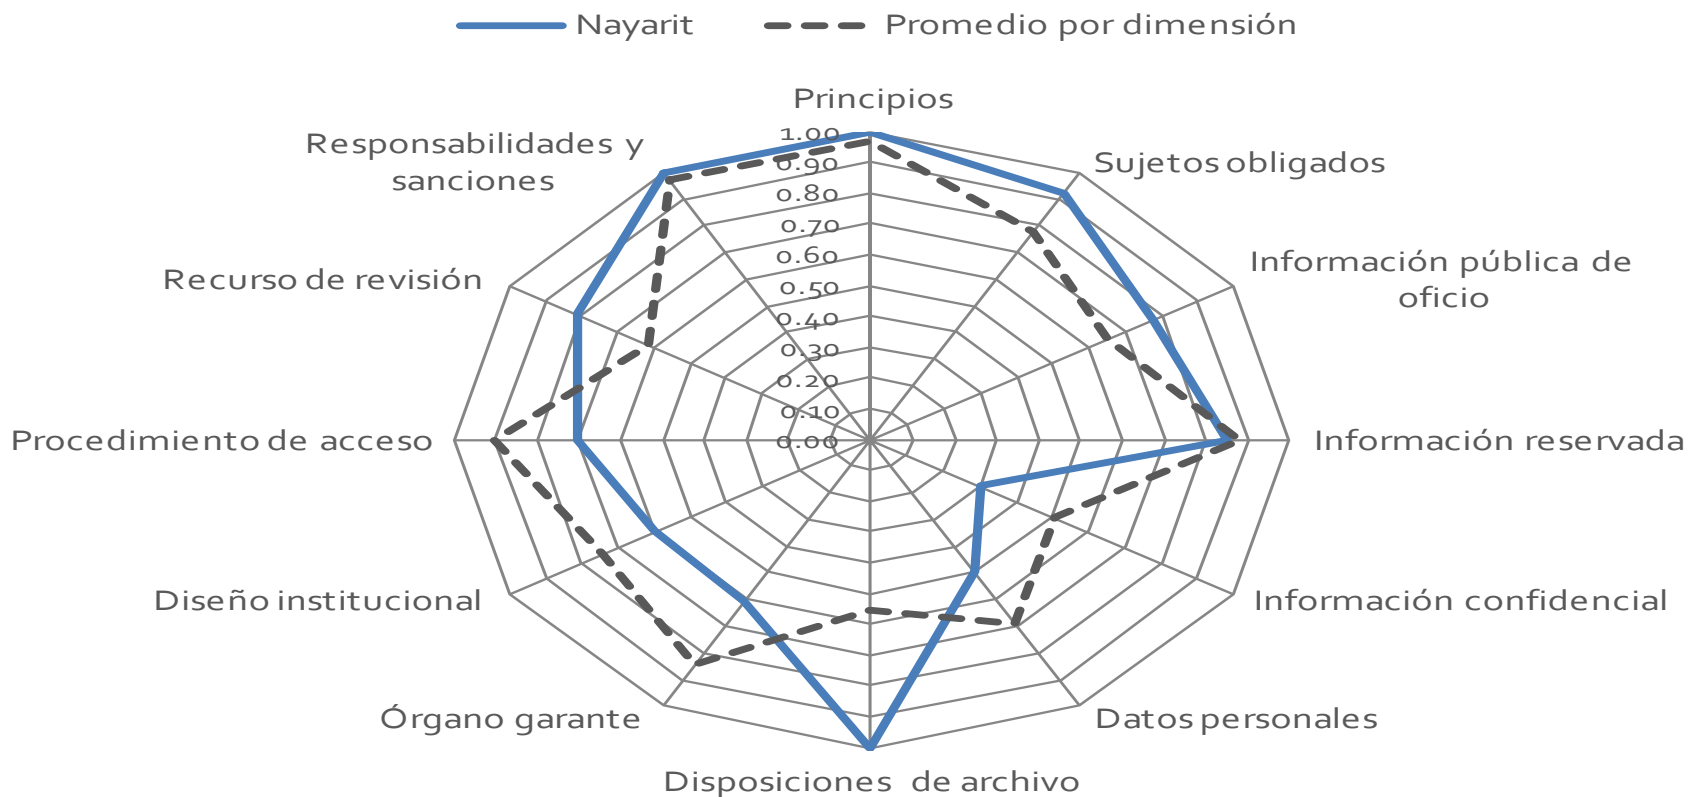 Nayarit
Promedio por dimensión
Principios
Responsabilidades y
sanciones
Sujetos obligados
Información pública de
oficio
Recurso de revisión
Procedimiento de acceso
Información reservada
Diseño institucional
Información confidencial
Órgano garante
Datos personales
Disposiciones de archivo
1.00
0.90
0.80
0.70
0.60
0.50
0.40
0.30
0.20
0.10
0.00